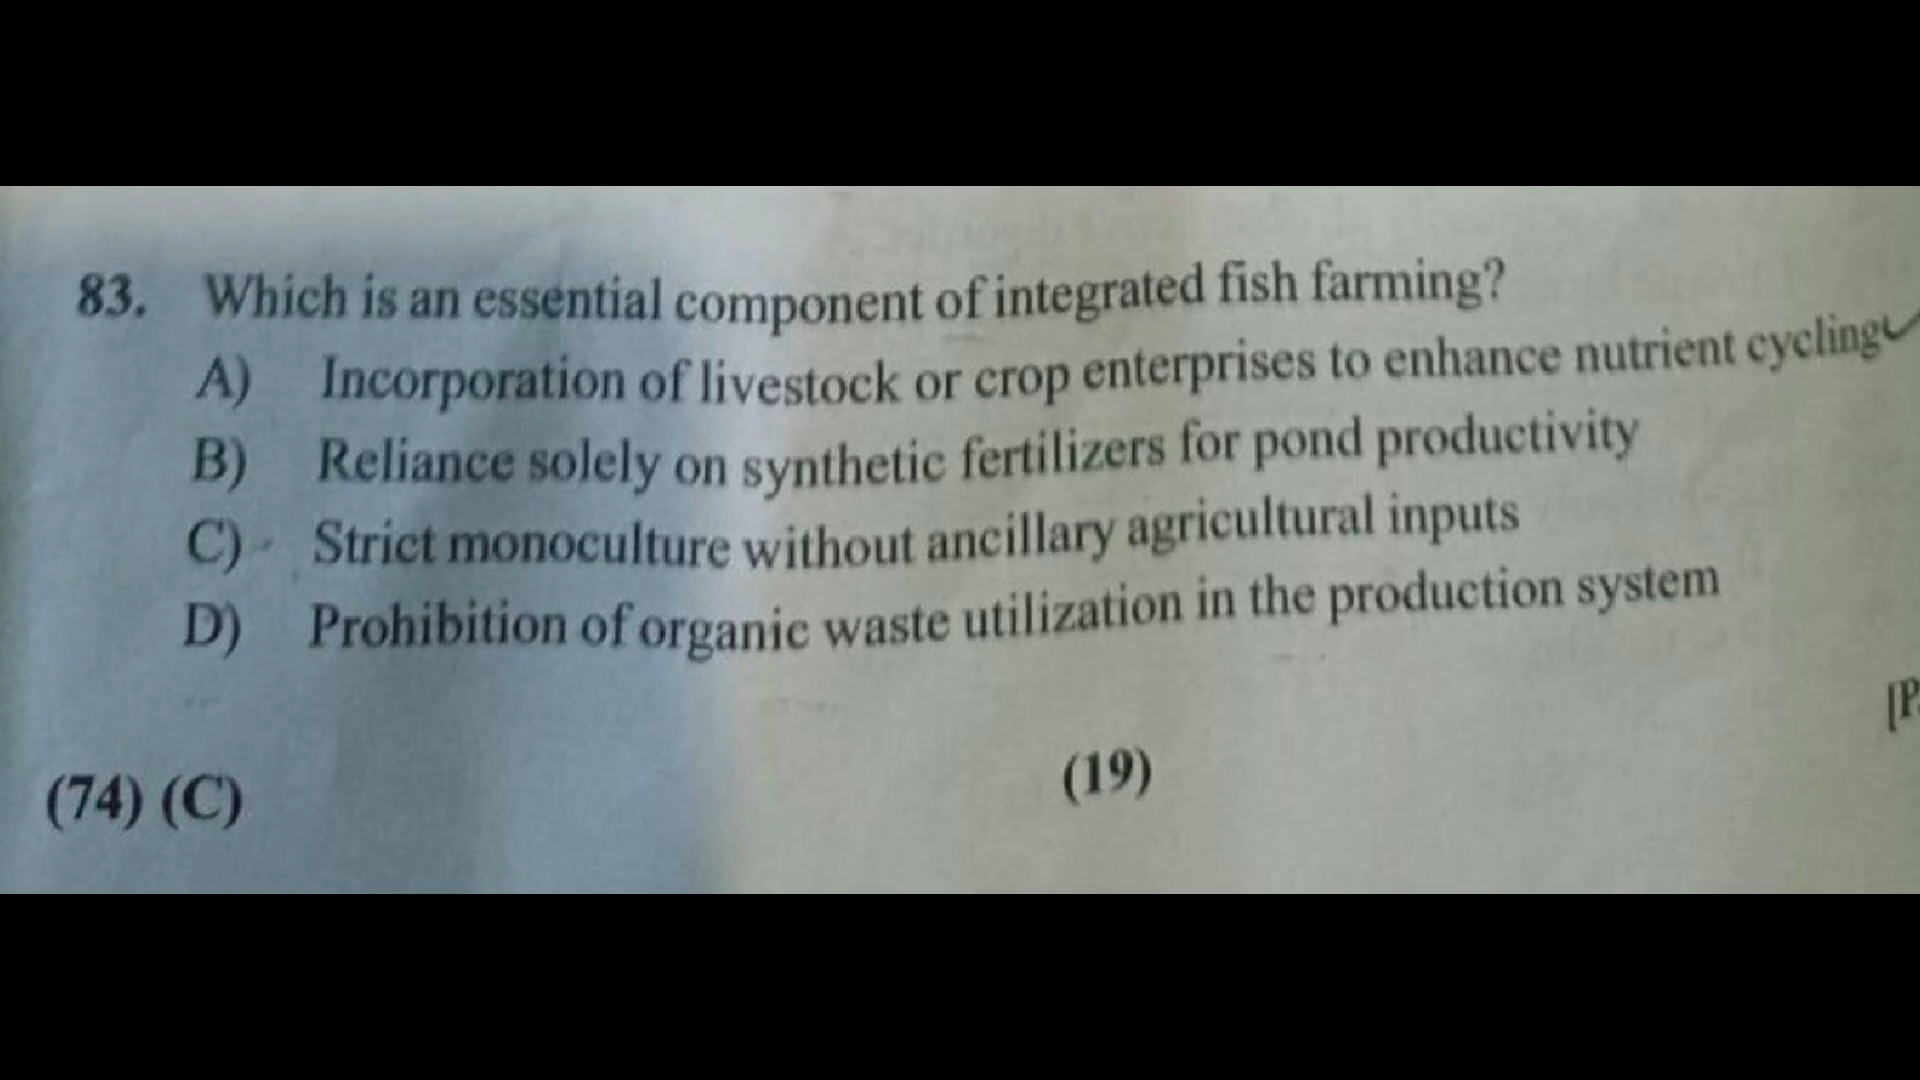 83. Which is an essential component of integrated fish farming?
A) Incorporation of livestock or crop enterprises to enhance nutrient cycling
B) Reliance solely on synthetic fertilizers for pond productivity
C) Strict monoculture without ancillary agricultural inputs
D) Prohibition of organic waste utilization in the production system
[P.
(74) (C) (19)